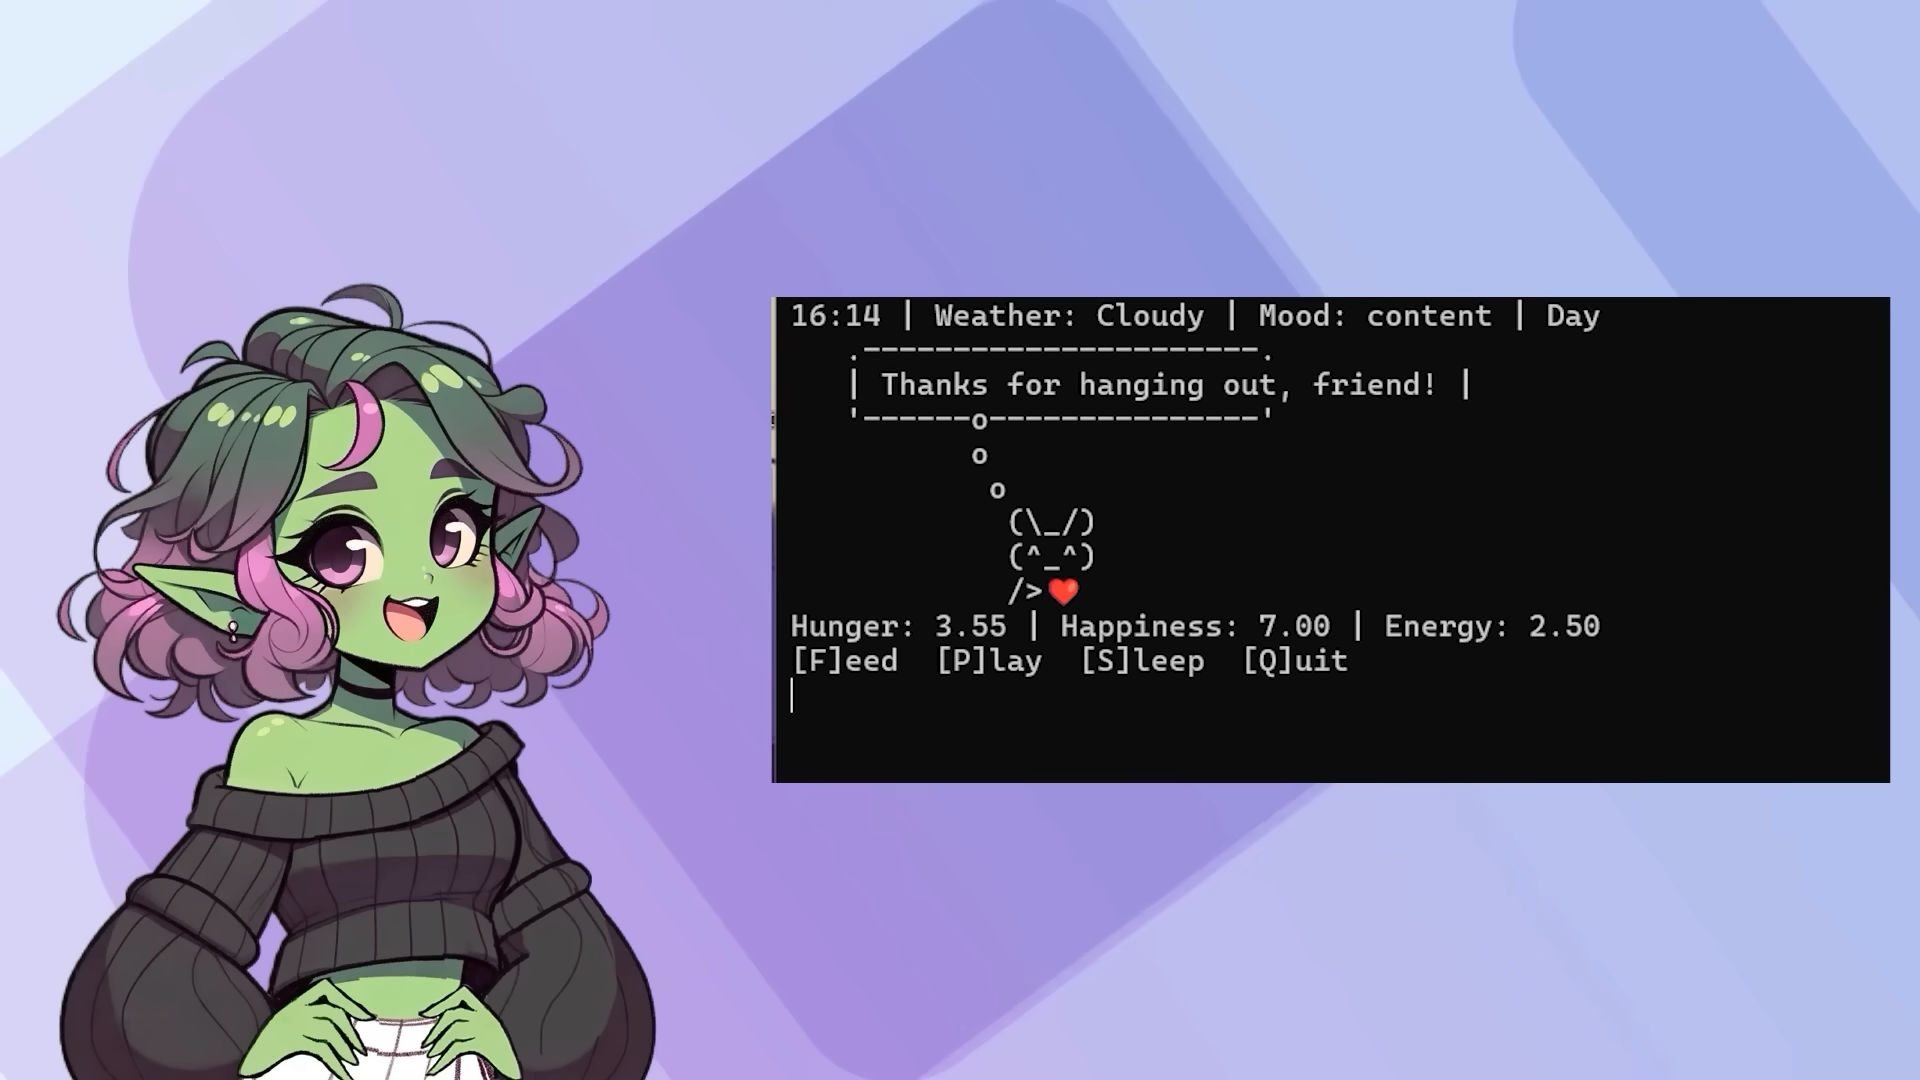 16:14 | Weather: Cloudy | Mood: content | Day
.----------------------.
| Thanks for hanging out, friend! |
'------o---------------'
o
o
(\_/)
(^_^)
/>❤️
Hunger: 3.55 | Happiness: 7.00 | Energy: 2.50
[F]eed  [P]lay  [S]leep  [Q]uit